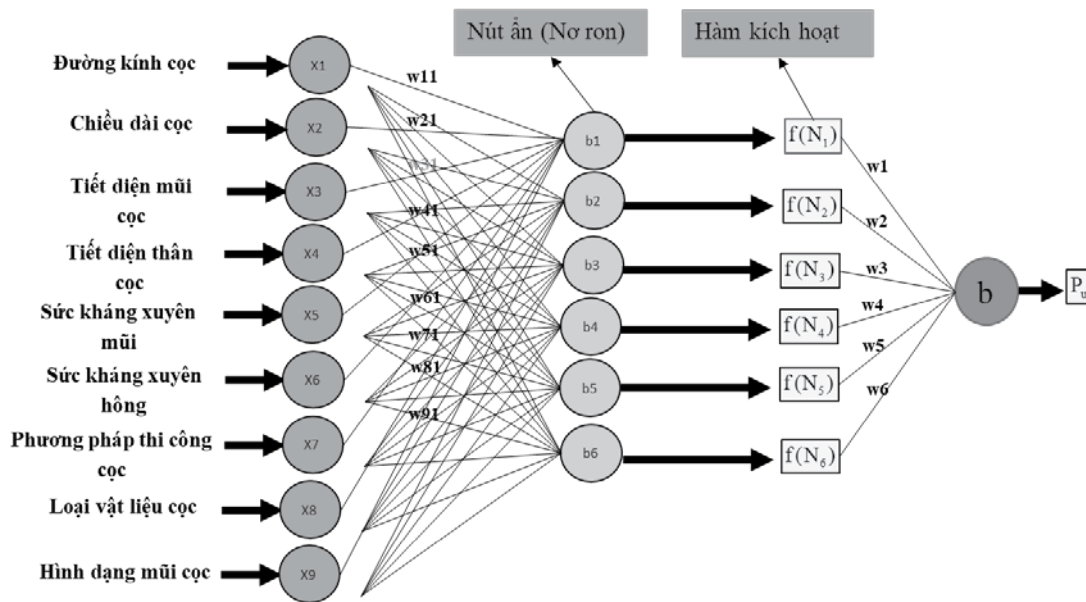 Nút ẩn (Nơ ron)
Hàm kích hoạt
Đường kính cọc
Chiều dài cọc
Tiết diện mũi
cọc
Tiết diện thân
cọc
Sức kháng xuyên
mũi
Sức kháng xuyên
hông
Phương pháp thi công
cọc
Loại vật liệu cọc
Hình dạng mũi cọc
X1
X2
X3
X4
X5
X6
X7
X8
X9
w11
w21
w31
w41
w51
w61
w71
w81
w91
b1
b2
b3
b4
b5
b6
f(N₁)
f(N₂)
f(N₃)
f(N₄)
f(N₅)
f(N₆)
w1
w2
w3
w4
w5
w6
b
Pᵤ